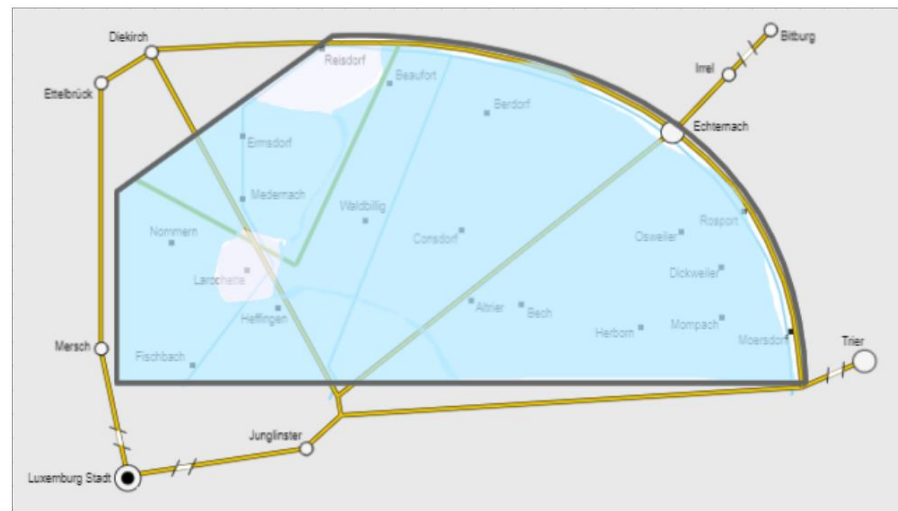 Bitburg
Diekirch
Reisdorf
Irrel
Ettelbrück
Beaufort
Berdorf
Echternach
Ermsdorf
Medernach
Waldbillig
Rosport
Nommern
Consdorf
Osweiler
Larochette
Dickweiler
Altrier
Bech
Heffingen
Herborn
Mompach
Mersch
Fischbach
Moersdorf
Trier
Junglinster
Luxemburg Stadt